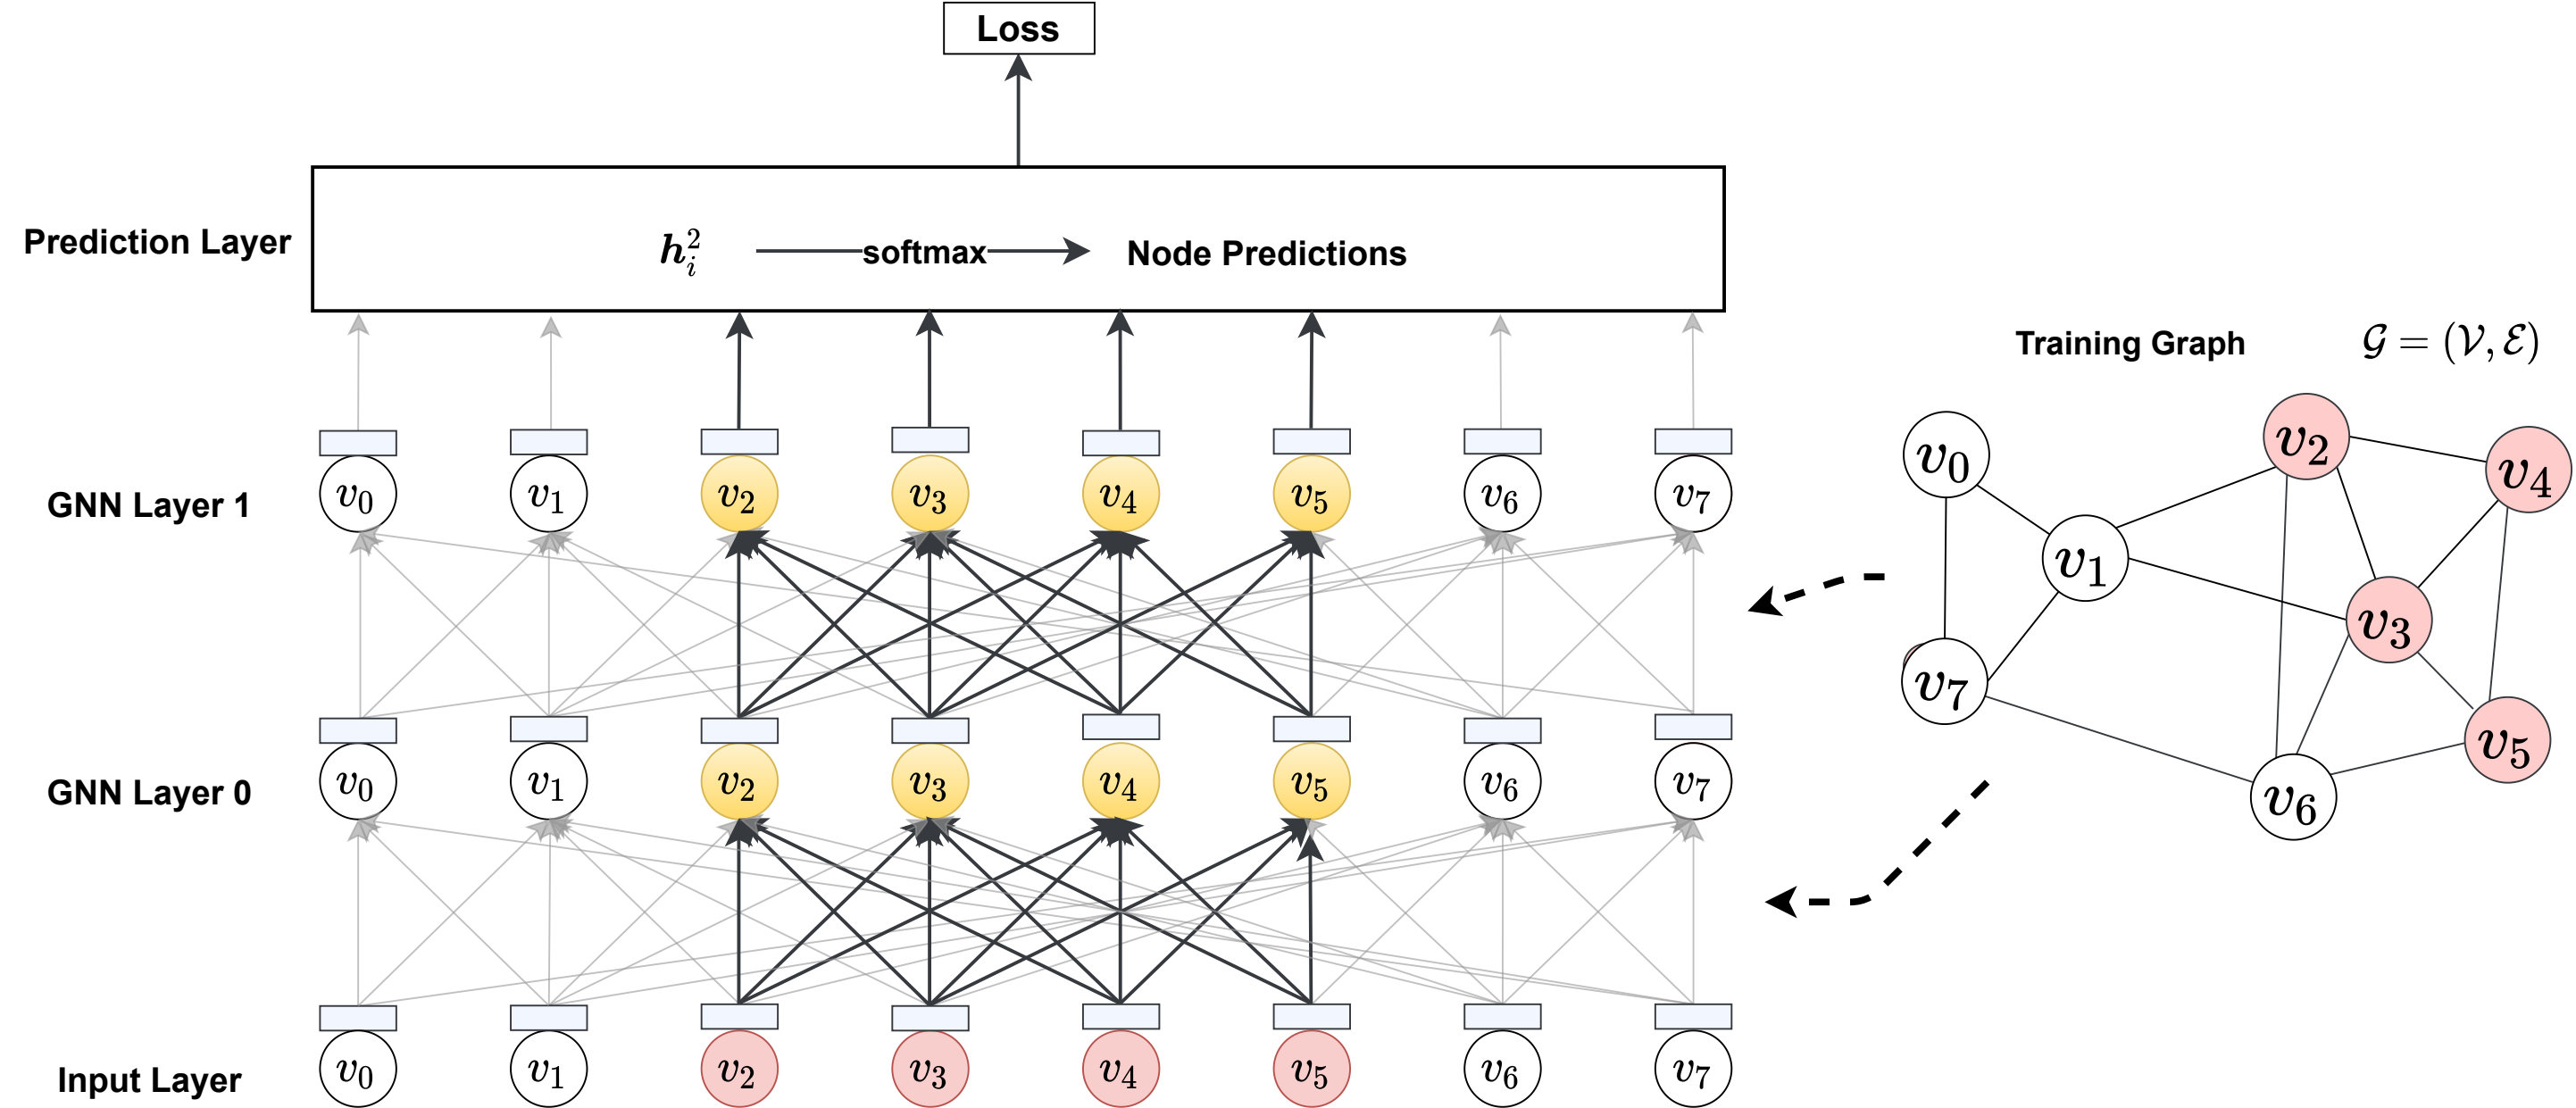 Loss
Prediction Layer
h_i^2 softmax Node Predictions
Training Graph G = (V, E)
GNN Layer 1
v0 v1 v2 v3 v4 v5 v6 v7
GNN Layer 0
v0 v1 v2 v3 v4 v5 v6 v7
Input Layer
v0 v1 v2 v3 v4 v5 v6 v7
v0
v2
v4
v1
v3
v7
v5
v6